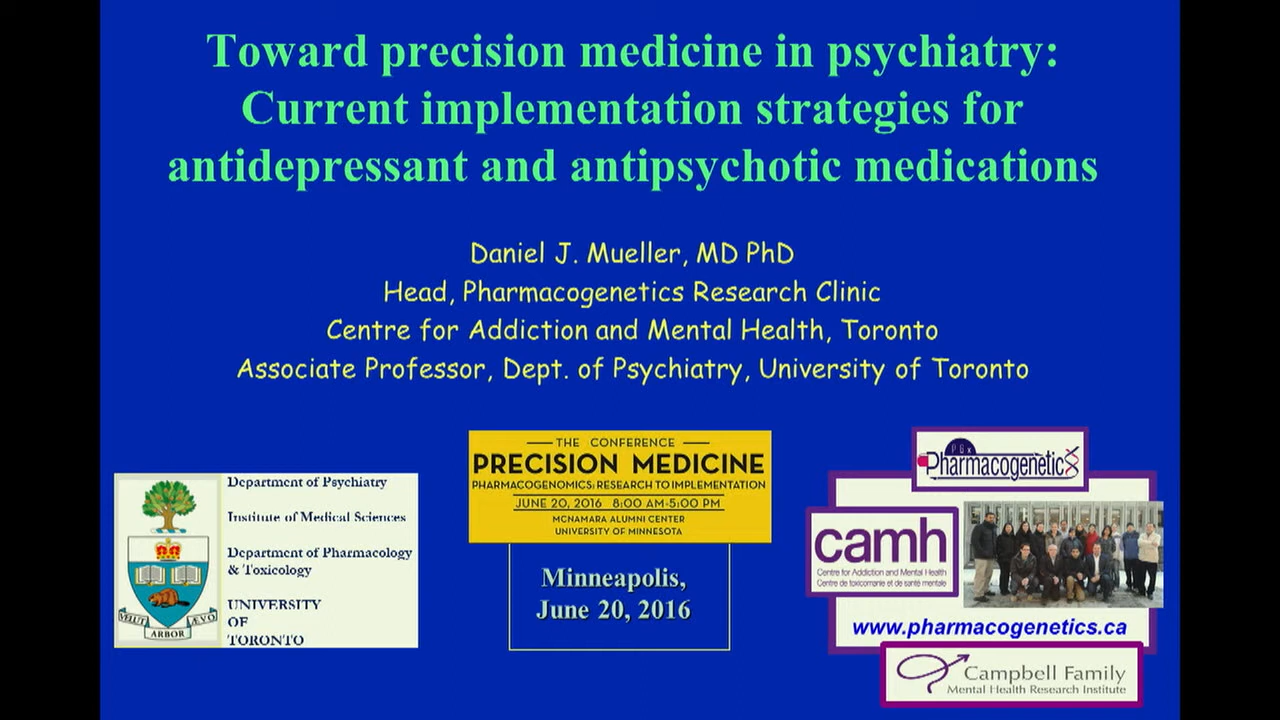 Toward precision medicine in psychiatry:
Current implementation strategies for
antidepressant and antipsychotic medications
Daniel J. Mueller, MD PhD
Head, Pharmacogenetics Research Clinic
Centre for Addiction and Mental Health, Toronto
Associate Professor, Dept. of Psychiatry, University of Toronto
Department of Psychiatry
Institute of Medical Sciences
Department of Pharmacology
& Toxicology
UNIVERSITY
OF
TORONTO
VELUT ÆVO
ARBOR
THE CONFERENCE
PRECISION MEDICINE
PHARMACOGENOMICS: RESEARCH TO IMPLEMENTATION
JUNE 20, 2016 8:00 AM-5:00 PM
MCNAMARA ALUMNI CENTER
UNIVERSITY OF MINNESOTA
Minneapolis,
June 20, 2016
PGx
Pharmacogenetics
camh
Centre for Addiction and Mental Health
Centre de toxicomanie et de santé mentale
www.pharmacogenetics.ca
Campbell Family
Mental Health Research Institute